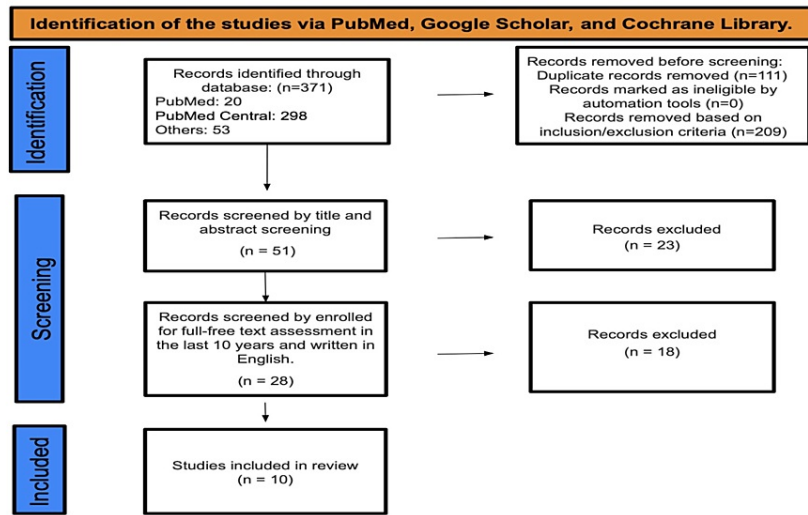 Identification of the studies via PubMed, Google Scholar, and Cochrane Library.
Identification
Records identified through
database: (n=371)
PubMed: 20
PubMed Central: 298
Others: 53
Records removed before screening:
Duplicate records removed (n=111)
Records marked as ineligible by
automation tools (n=0)
Records removed based on
inclusion/exclusion criteria (n=209)
Screening
Records screened by title and
abstract screening
(n = 51)
Records excluded
(n = 23)
Records screened by enrolled
for full-free text assessment in
the last 10 years and written in
English.
(n = 28)
Records excluded
(n = 18)
Included
Studies included in review
(n = 10)